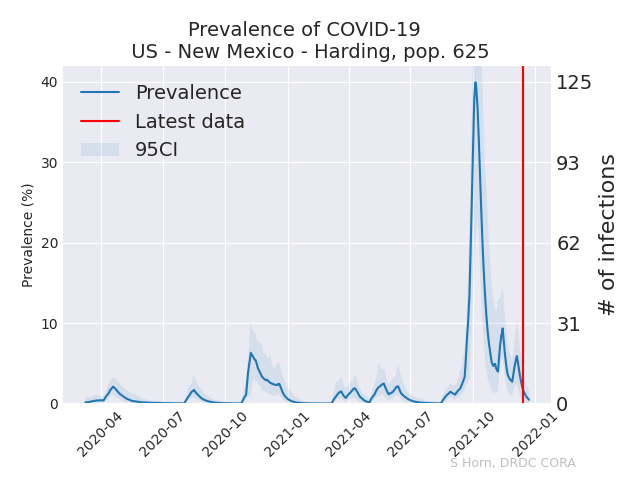 Prevalence of COVID-19
US - New Mexico - Harding, pop. 625
Prevalence
Latest data
95CI
Prevalence (%)
40
30
20
10
0
125
93
62
31
0
# of infections
2020-04
2020-07
2020-10
2021-01
2021-04
2021-07
2021-10
2022-01
S Horn, DRDC CORA